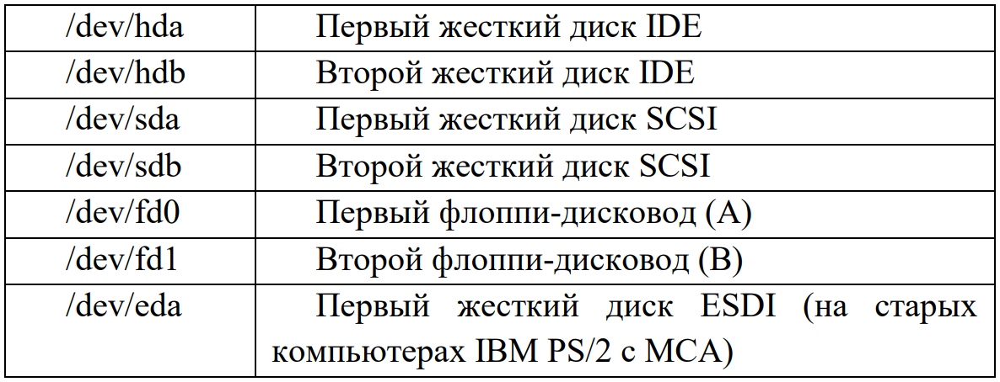 /dev/hda Первый жесткий диск IDE
/dev/hdb Второй жесткий диск IDE
/dev/sda Первый жесткий диск SCSI
/dev/sdb Второй жесткий диск SCSI
/dev/fd0 Первый флоппи-дисковод (A)
/dev/fd1 Второй флоппи-дисковод (B)
/dev/eda Первый жесткий диск ESDI (на старых
компьютерах IBM PS/2 с MCA)